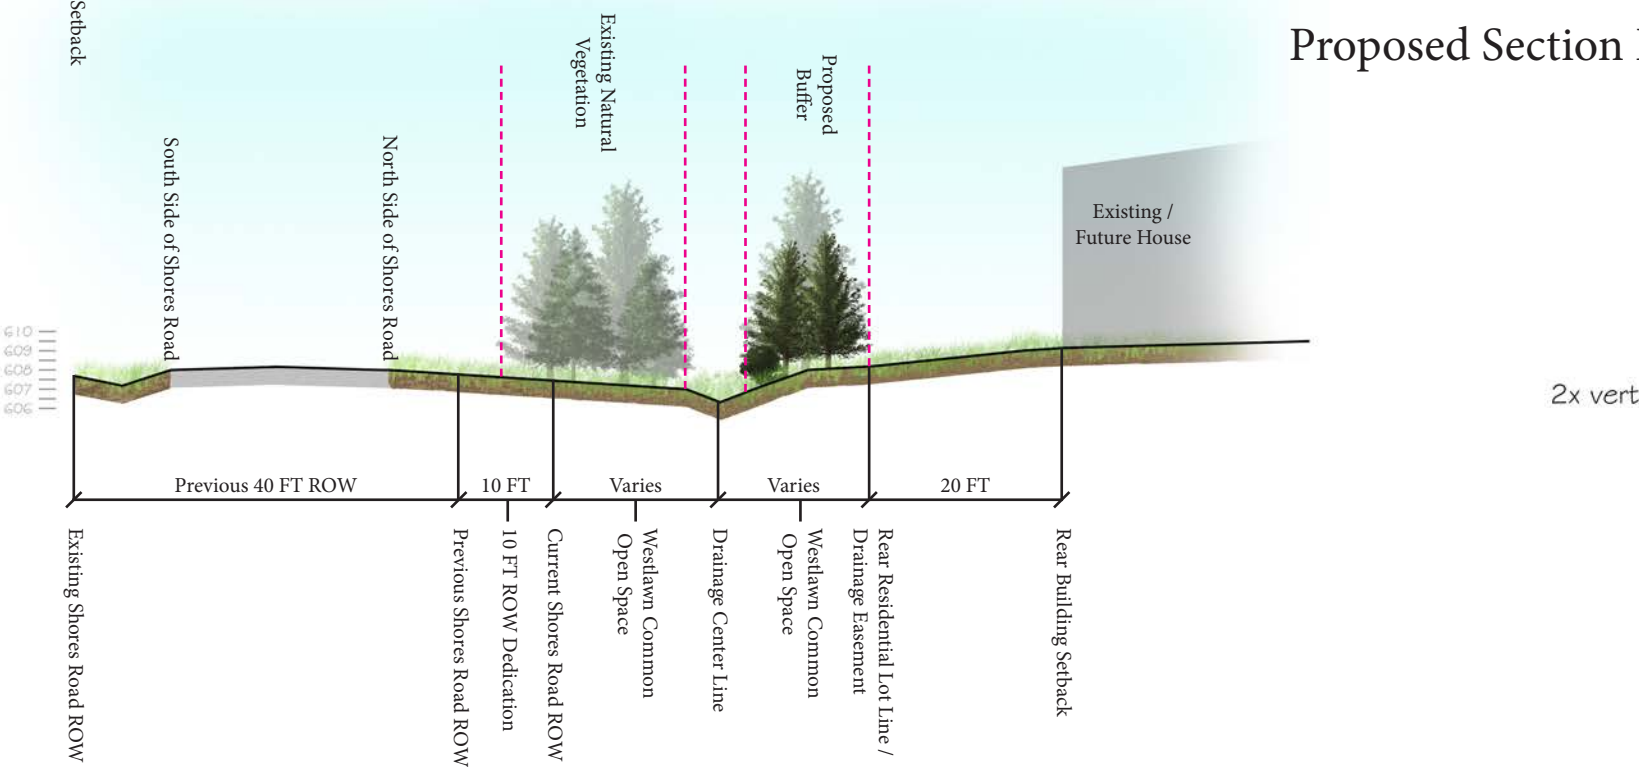 Setback
Existing Natural
Vegetation
Proposed
Buffer
Proposed Section
South Side of Shores Road
North Side of Shores Road
Existing /
Future House
610
609
608
607
606
2x vert
Previous 40 FT ROW
10 FT
Varies
Varies
20 FT
Existing Shores Road ROW
Previous Shores Road ROW
10 FT ROW Dedication
Current Shores Road ROW
Westlawn Common
Open Space
Drainage Center Line
Westlawn Common
Open Space
Rear Residential Lot Line /
Drainage Easement
Rear Building Setback